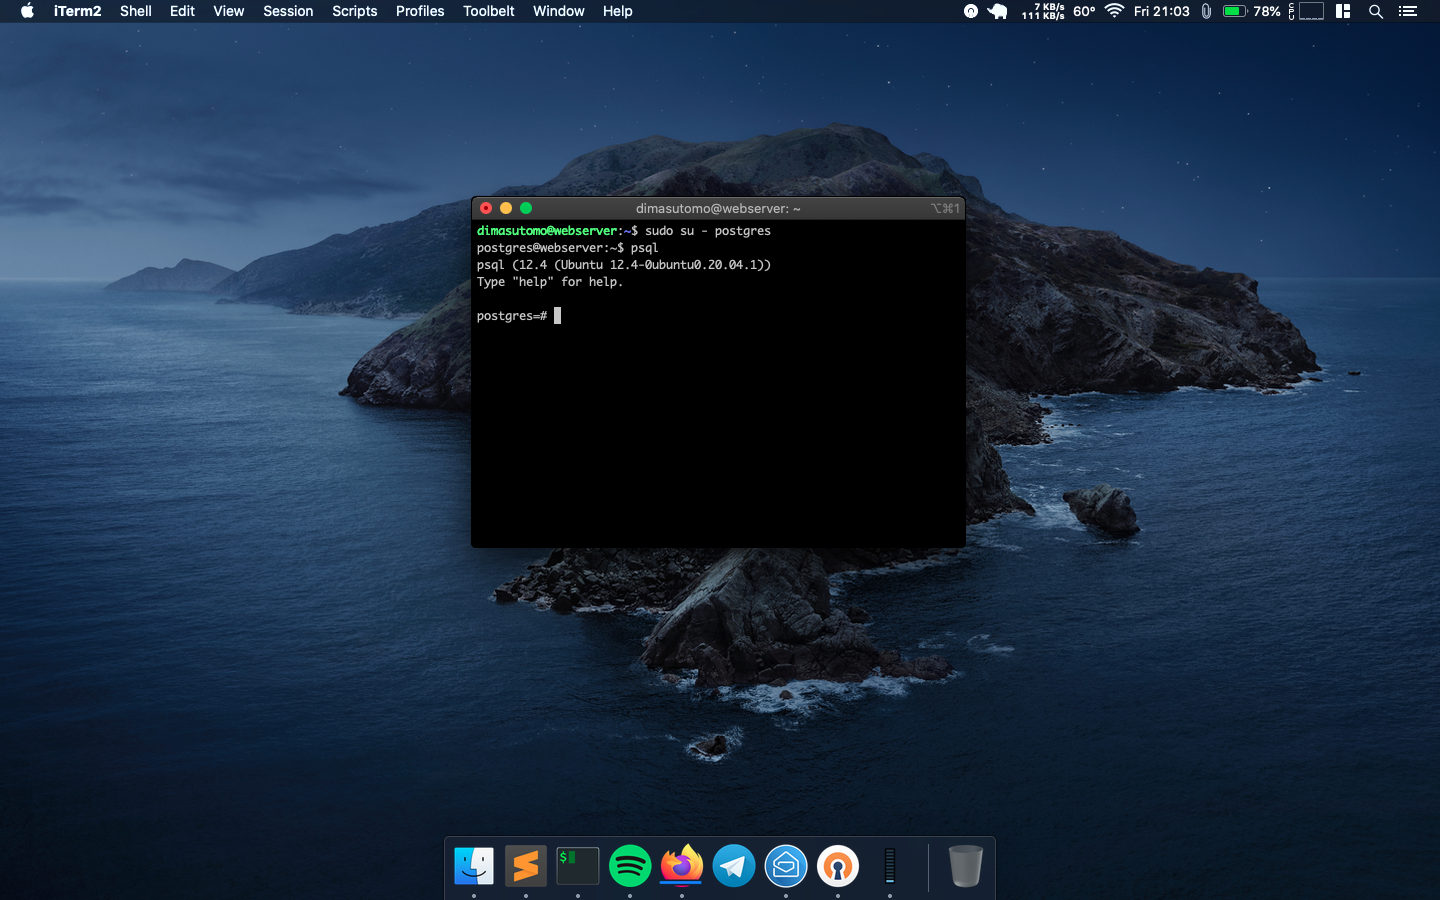 iTerm2 Shell Edit View Session Scripts Profiles Toolbelt Window Help
7 KB/s
111 KB/s
60° Fri 21:03 78%
CPU
dimasutomo@webserver: ~ ⌥⌘1
dimasutomo@webserver:~$ sudo su - postgres
postgres@webserver:~$ psql
psql (12.4 (Ubuntu 12.4-0ubuntu0.20.04.1))
Type "help" for help.
postgres=#
$